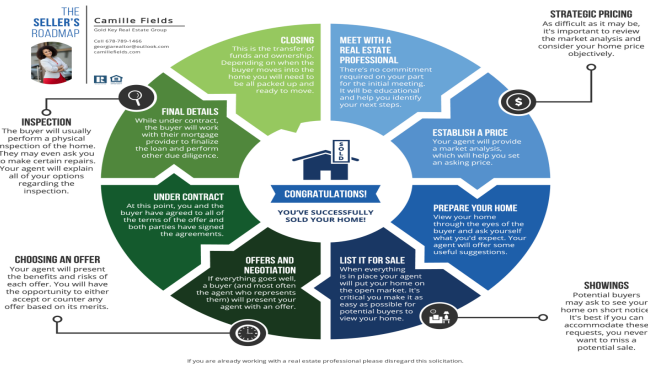 THE
SELLER'S
ROADMAP
Camille Fields
Gold Key Real Estate Group
Cell 678-789-1466
georgiarealtor@outlook.com
camillefields.com
STRATEGIC PRICING
As difficult as it may be,
it's important to review
the market analysis and
consider your home price
objectively.
CLOSING
This is the transfer of
funds and ownership.
Depending on when the
buyer moves into the
home you will need to
be all packed up and
ready to move.
MEET WITH A
REAL ESTATE
PROFESSIONAL
There's no commitment
required on your part
for the initial meeting.
It will be educational
and help you identify
your next steps.
INSPECTION
The buyer will usually
perform a physical
inspection of the home.
They may even ask you
to make certain repairs.
Your agent will explain
all of your options
regarding the
inspection.
FINAL DETAILS
While under contract,
the buyer will work
with their mortgage
provider to finalize
the loan and perform
other due diligence.
$
ESTABLISH A PRICE
Your agent will provide
a market analysis,
which will help you set
an asking price.
SOLD
CONGRATULATIONS!
YOU'VE SUCCESSFULLY
SOLD YOUR HOME!
UNDER CONTRACT
At this point, you and the
buyer have agreed to all of
the terms of the offer and
both parties have signed
the agreements.
PREPARE YOUR HOME
View your home
through the eyes of the
buyer and ask yourself
what you'd expect. Your
agent will offer some
useful suggestions.
CHOOSING AN OFFER
Your agent will present
the benefits and risks of
each offer. You will have
the opportunity to either
accept or counter any
offer based on its merits.
OFFERS AND
NEGOTIATION
If everything goes well,
a buyer (and most often
the agent who represents
them) will present your
agent with an offer.
LIST IT FOR SALE
When everything
is in place your agent
will put your home on
the open market. It's
critical you make it as
easy as possible for
potential buyers to
view your home.
SHOWINGS
Potential buyers
may ask to see your
home on short notice.
It's best if you can
accommodate these
requests, you never
want to miss a
potential sale.
If you are already working with a real estate professional please disregard this solicitation.